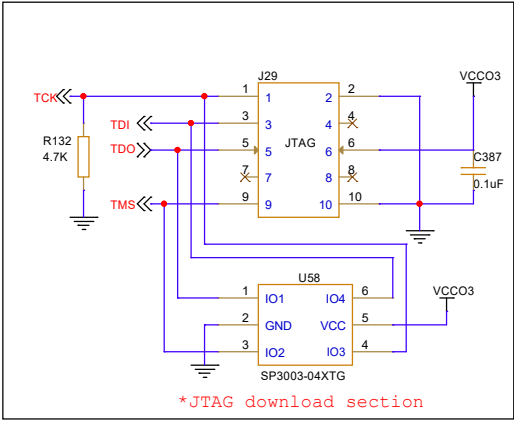 J29
VCCO3
TCK
1 1 2 2
TDI
3 3 4 4
R132
4.7K
TDO
5 5 JTAG 6 6
C387
0.1uF
7 7 8 8
TMS
9 9 10 10
U58
VCCO3
1 IO1 IO4 6
2 GND VCC 5
3 IO2 IO3 4
SP3003-04XTG
*JTAG download section